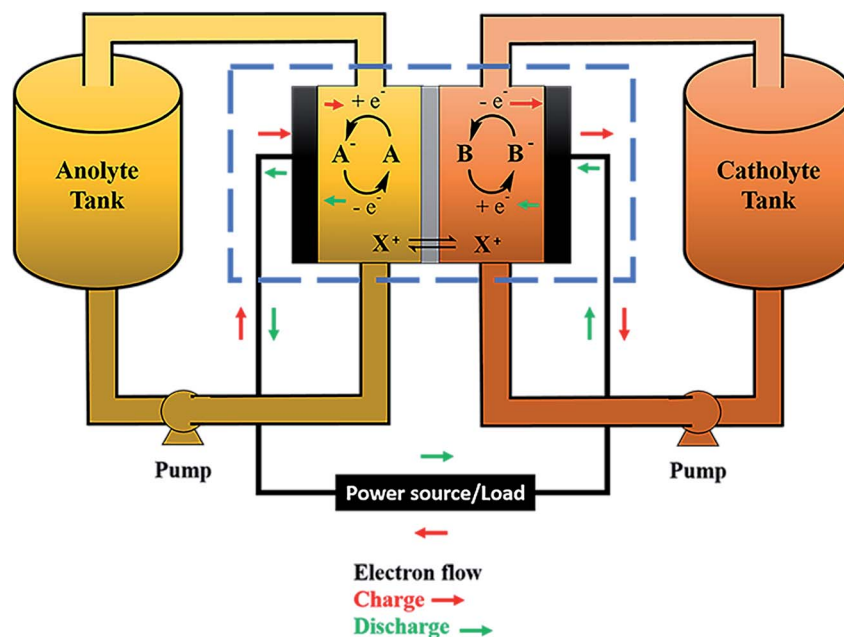 + e⁻
- e⁻
Anolyte
Tank
A⁻ A
B B⁻
Catholyte
Tank
- e⁻
+ e⁻
X⁺ ⇌ X⁺
Pump
Pump
Power source/Load
Electron flow
Charge →
Discharge →